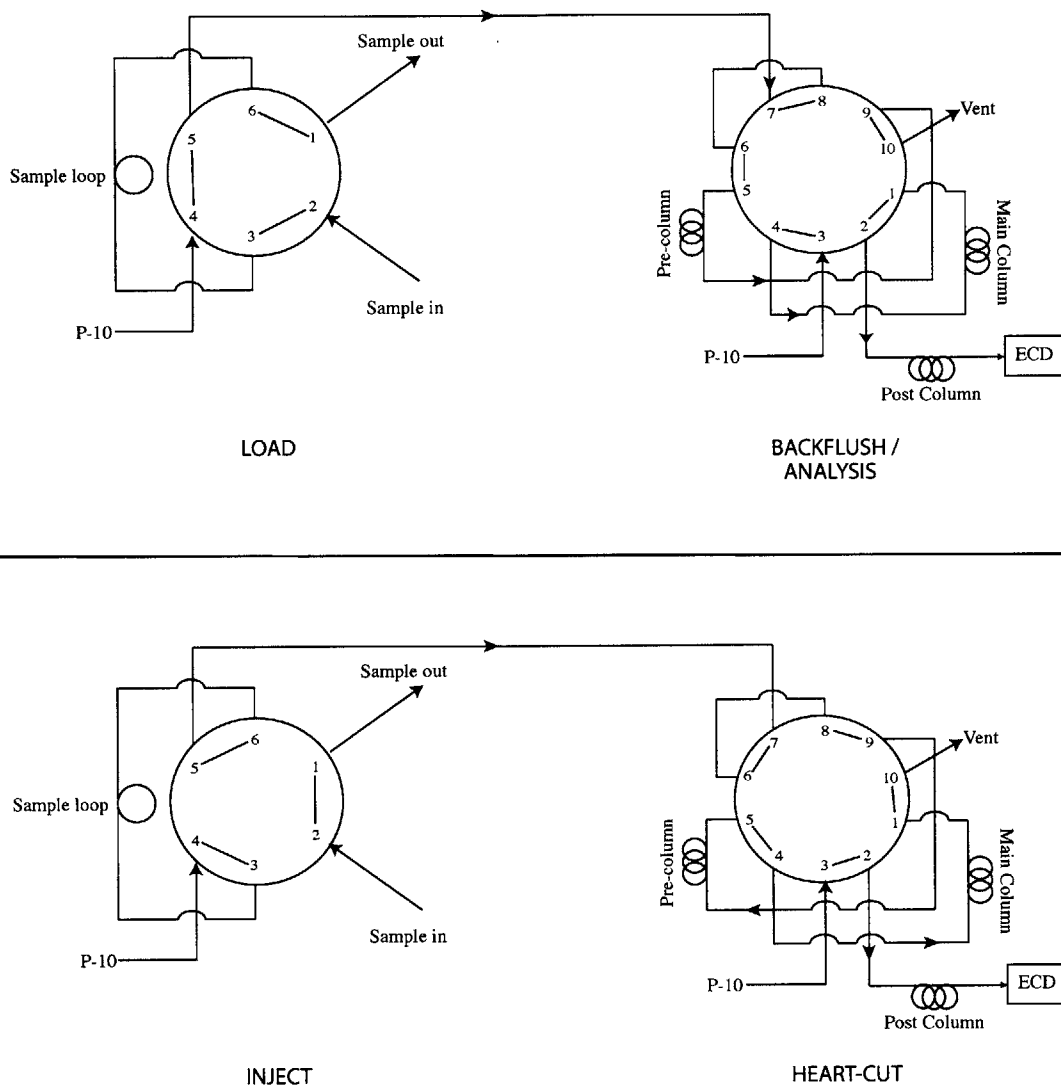 Sample out
Sample loop
6
1
5
4
2
3
Sample in
P-10
LOAD
7
8
9
10
Vent
6
5
1
2
4
3
Pre-column
Main Column
P-10
ECD
Post Column
BACKFLUSH /
ANALYSIS
Sample out
Sample loop
6
5
1
2
4
3
Sample in
P-10
INJECT
7
8
9
Vent
6
10
5
1
4
3
2
Pre-column
Main Column
P-10
ECD
Post Column
HEART-CUT